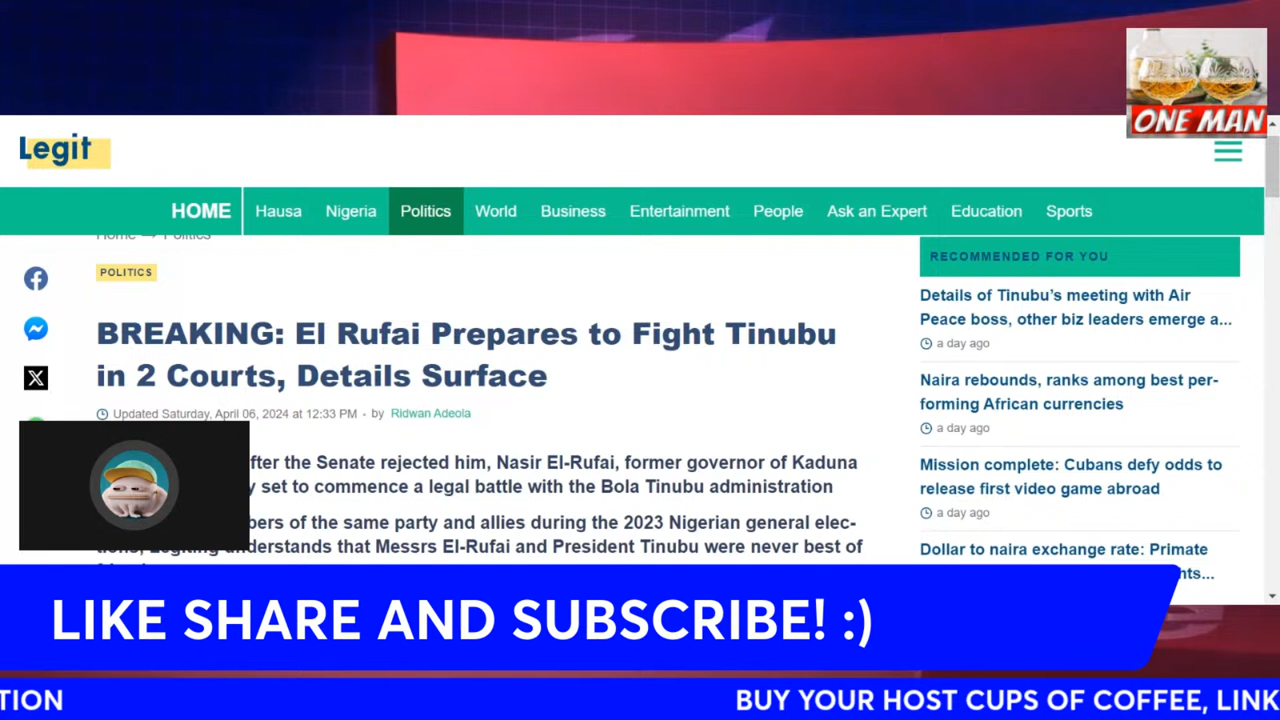 ONE MAN
Legit
HOME Hausa Nigeria Politics World Business Entertainment People Ask an Expert Education Sports
Home → Politics
POLITICS
BREAKING: El Rufai Prepares to Fight Tinubu
in 2 Courts, Details Surface
Updated Saturday, April 06, 2024 at 12:33 PM - by Ridwan Adeola
fter the Senate rejected him, Nasir El-Rufai, former governor of Kaduna
y set to commence a legal battle with the Bola Tinubu administration
bers of the same party and allies during the 2023 Nigerian general elec-
understands that Messrs El-Rufai and President Tinubu were never best of
RECOMMENDED FOR YOU
Details of Tinubu's meeting with Air
Peace boss, other biz leaders emerge a...
a day ago
Naira rebounds, ranks among best per-
forming African currencies
a day ago
Mission complete: Cubans defy odds to
release first video game abroad
a day ago
Dollar to naira exchange rate: Primate
hts...
LIKE SHARE AND SUBSCRIBE! :)
TION
BUY YOUR HOST CUPS OF COFFEE, LINK